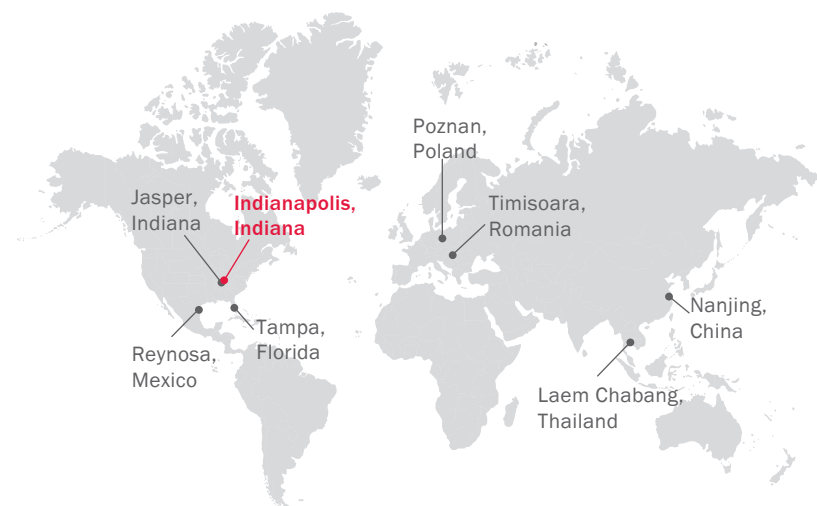 Poznan,
Poland
Jasper,
Indiana
Indianapolis,
Indiana
Timisoara,
Romania
Nanjing,
China
Tampa,
Florida
Reynosa,
Mexico
Laem Chabang,
Thailand